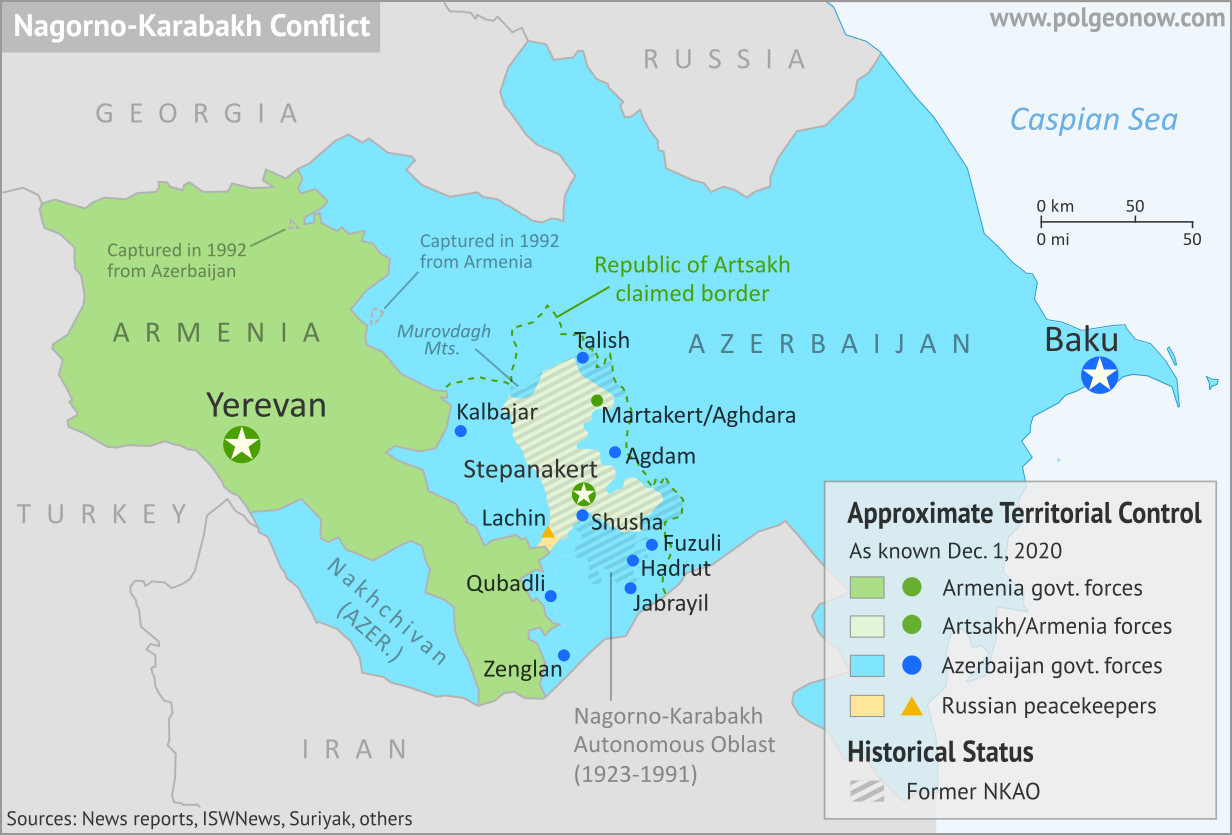 Nagorno-Karabakh Conflict
www.polgeonow.com
RUSSIA
GEORGIA
Caspian Sea
0 km 50
0 mi 50
Captured in 1992
from Azerbaijan
Captured in 1992
from Armenia
Republic of Artsakh
claimed border
ARMENIA
Murovdagh
Mts.
Talish
AZERBAIJAN
Baku
Yerevan
Kalbajar
Martakert/Aghdara
Agdam
Stepanakert
TURKEY
Lachin
Shusha
Fuzuli
Hadrut
Qubadli
Jabrayil
Nakhchivan
(AZER.)
Zenglan
Nagorno-Karabakh
Autonomous Oblast
(1923-1991)
IRAN
Approximate Territorial Control
As known Dec. 1, 2020
Armenia govt. forces
Artsakh/Armenia forces
Azerbaijan govt. forces
Russian peacekeepers
Historical Status
Former NKAO
Sources: News reports, ISWNews, Suriyak, others